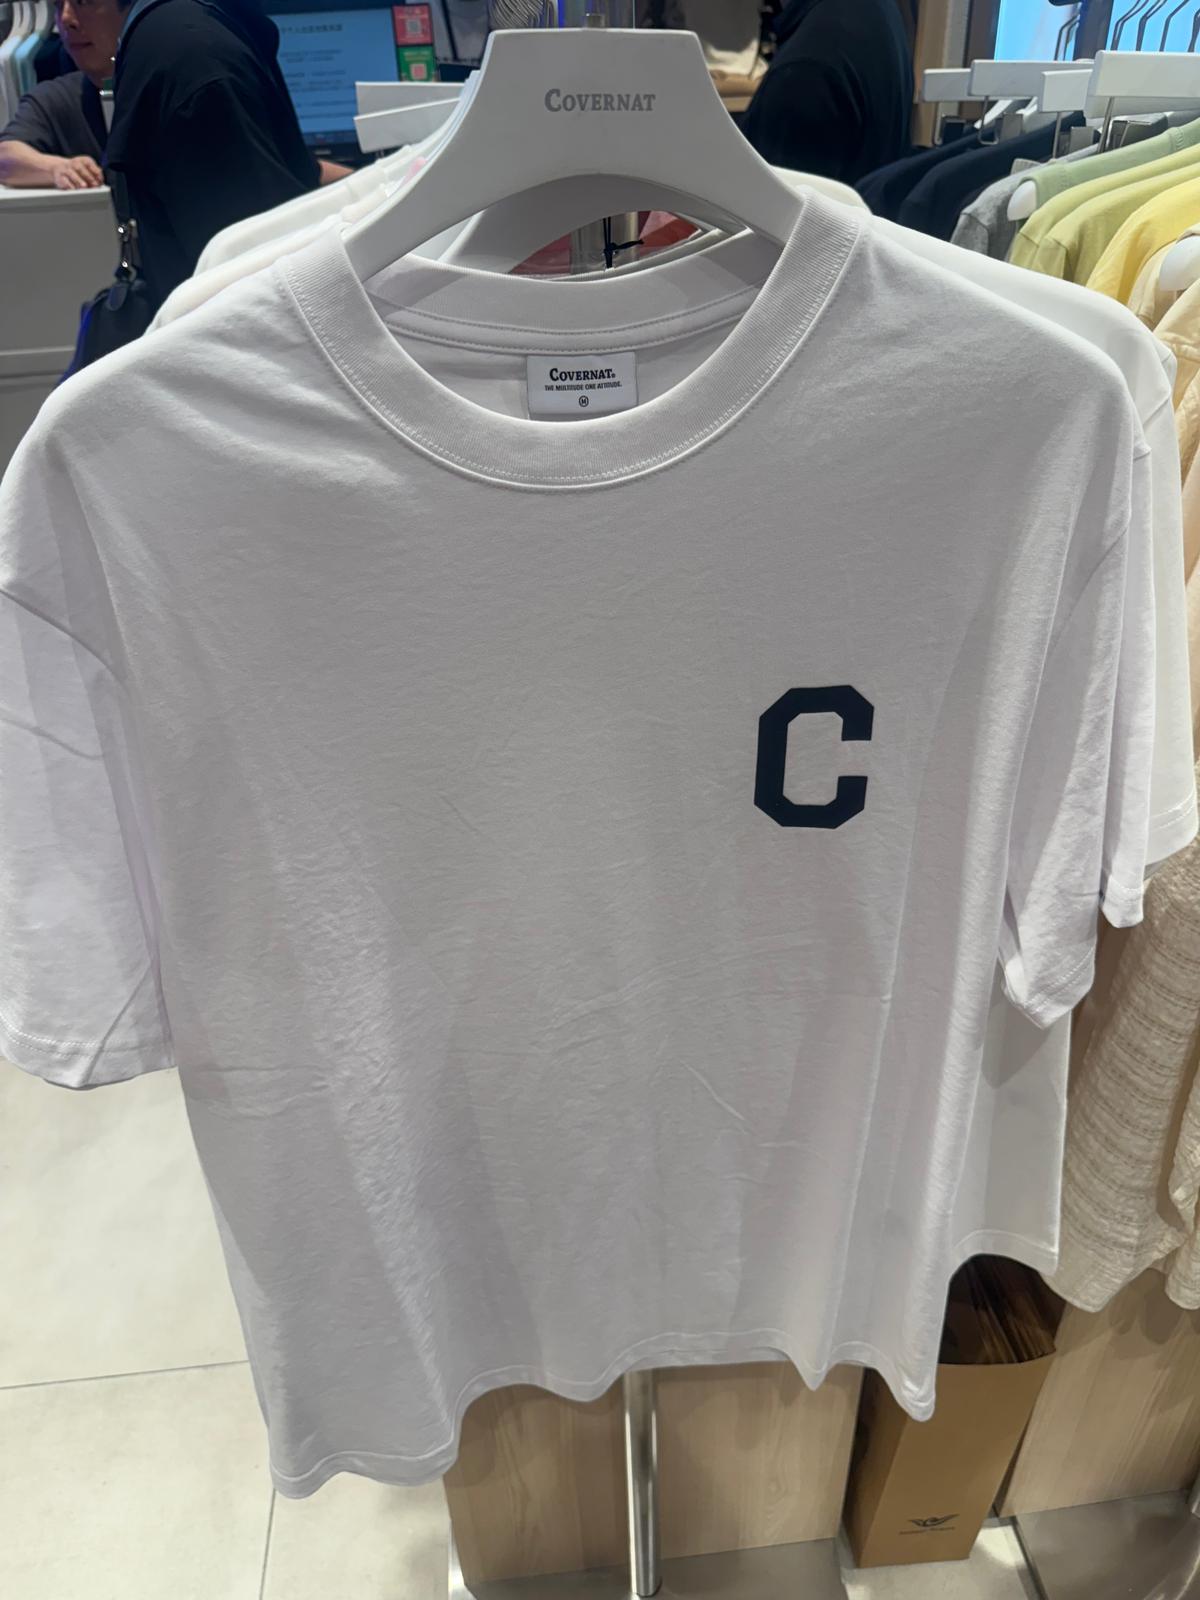 COVERNAT
COVERNAT®
THE MULTITUDE ONE ATTITUDE.
M
C